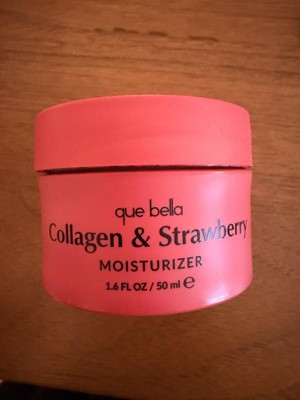 que bella
Collagen & Strawberry
MOISTURIZER
1.6 FL OZ / 50 ml ℮